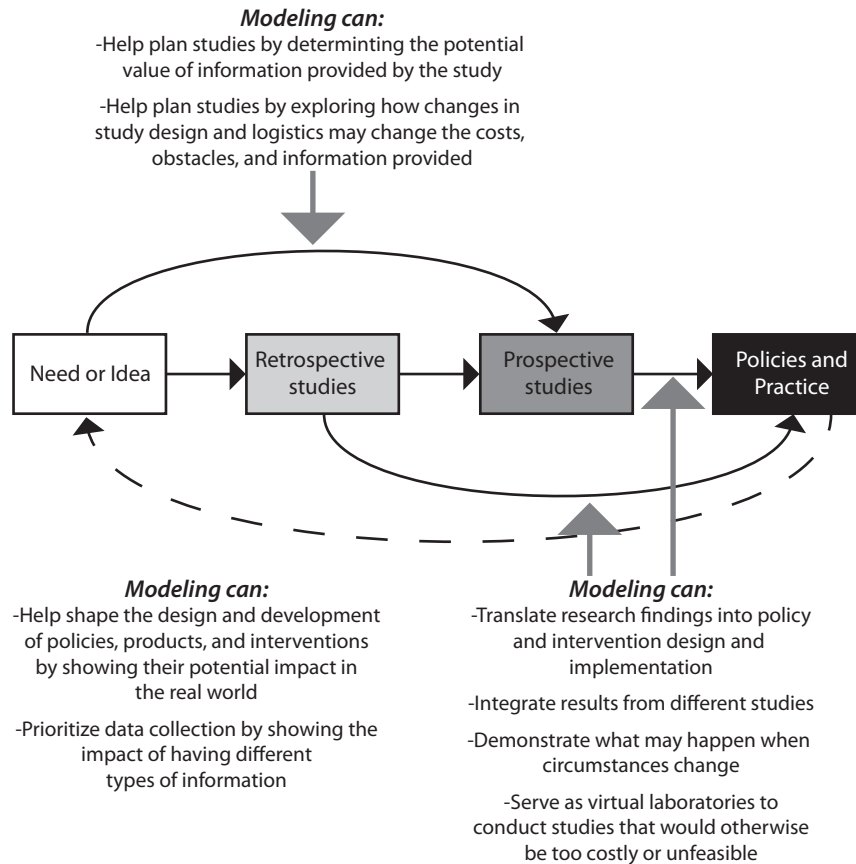 Modeling can:
-Help plan studies by determinting the potential
value of information provided by the study
-Help plan studies by exploring how changes in
study design and logistics may change the costs,
obstacles, and information provided
Need or Idea
Retrospective
studies
Prospective
studies
Policies and
Practice
Modeling can:
-Help shape the design and development
of policies, products, and interventions
by showing their potential impact in
the real world
-Prioritize data collection by showing the
impact of having different
types of information
Modeling can:
-Translate research findings into policy
and intervention design and
implementation
-Integrate results from different studies
-Demonstrate what may happen when
circumstances change
-Serve as virtual laboratories to
conduct studies that would otherwise
be too costly or unfeasible